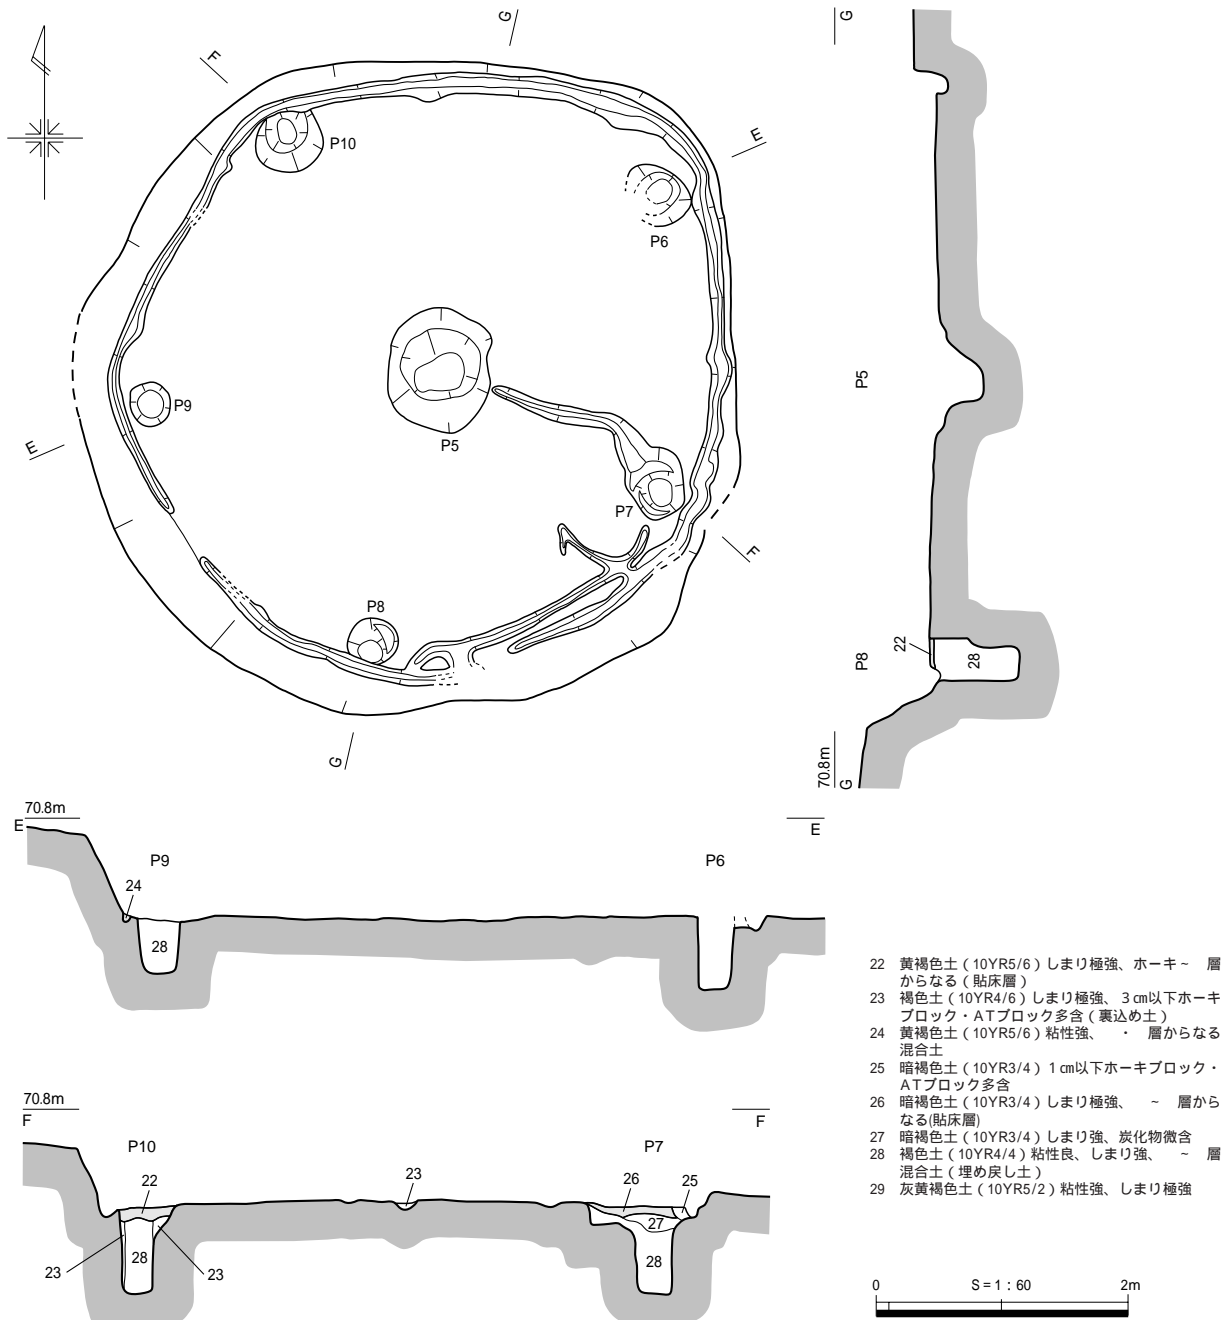 G
F
E
P10
P6
P9
P5
E
P7
F
P8
G
G
P5
22
28
P8
70.8m
G
70.8m
E
E
P9
P6
24
28
70.8m
F
F
P10
P7
22
23
26
25
27
28
28
23
23
22 黄褐色土（10YR5/6）しまり極強、ホーキ～ 層
からなる（貼床層）
23 褐色土（10YR4/6）しまり極強、３㎝以下ホーキ
ブロック・ATブロック多含（裏込め土）
24 黄褐色土（10YR5/6）粘性強、 ・ 層からなる
混合土
25 暗褐色土（10YR3/4）１㎝以下ホーキブロック・
ATブロック多含
26 暗褐色土（10YR3/4）しまり極強、 ～ 層から
なる(貼床層)
27 暗褐色土（10YR3/4）しまり強、炭化物微含
28 褐色土（10YR4/4）粘性良、しまり強、 ～ 層
混合土（埋め戻し土）
29 灰黄褐色土（10YR5/2）粘性強、しまり極強
0 S＝1：60 2m